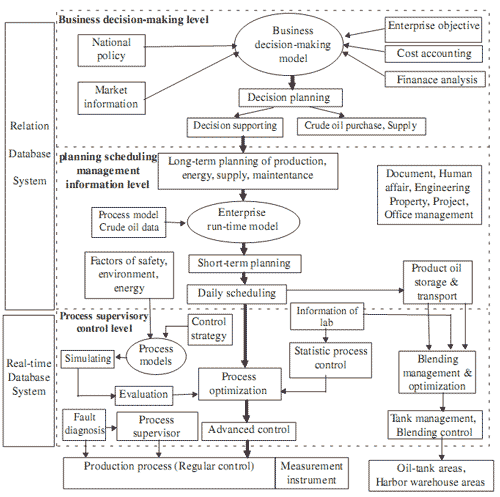 Business decision-making level
Business
decision-making
model
National
policy
Market
information
Enterprise objective
Cost accounting
Finanace analysis
Decision planning
Decision supporting
Crude oil purchase, Supply
Relation
Database
System
planning scheduling
management
information level
Long-term planning of production,
energy, supply, maintentance
Document, Human
affair, Engineering
Property, Project,
Office management
Process model
Crude oil data
Enterprise
run-time model
Factors of safety,
environment,
energy
Short-term planning
Daily scheduling
Product oil
storage &
transport
Process supervisory
control level
Real-time
Database
System
Control
strategy
Information of
lab
Simulating
Process
models
Statistic process
control
Blending
management &
optimization
Evaluation
Process
optimization
Fault
diagnosis
Process
supervisor
Advanced control
Tank management,
Blending control
Production process (Regular control)
Measurement
instrument
Oil-tank areas,
Harbor warehouse areas